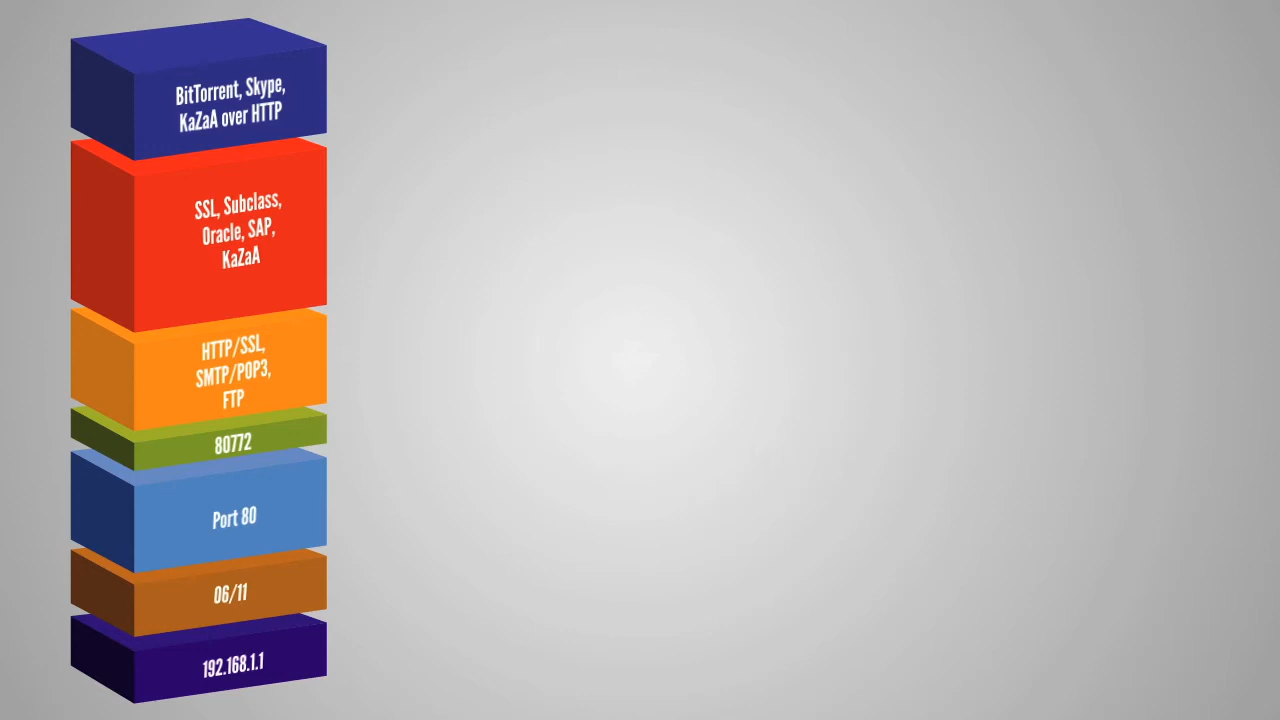 BitTorrent, Skype,
KaZaA over HTTP
SSL, Subclass,
Oracle, SAP,
KaZaA
HTTP/SSL,
SMTP/POP3,
FTP
80772
Port 80
06/11
192.168.1.1